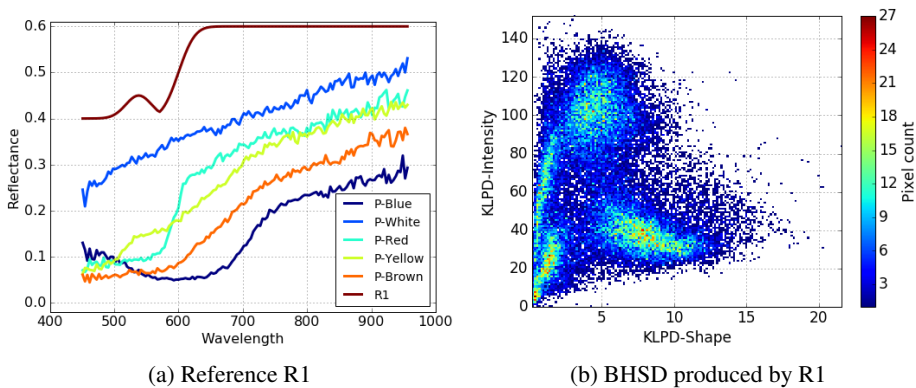 0.6
0.5
0.4
0.3
0.2
0.1
0.0
Reflectance
400 500 600 700 800 900 1000
Wavelength
P-Blue
P-White
P-Red
P-Yellow
P-Brown
R1
(a) Reference R1
140
120
100
80
60
40
20
0
KLPD-Intensity
5 10 15 20
KLPD-Shape
27
24
21
18
15
12
9
6
3
Pixel count
(b) BHSD produced by R1